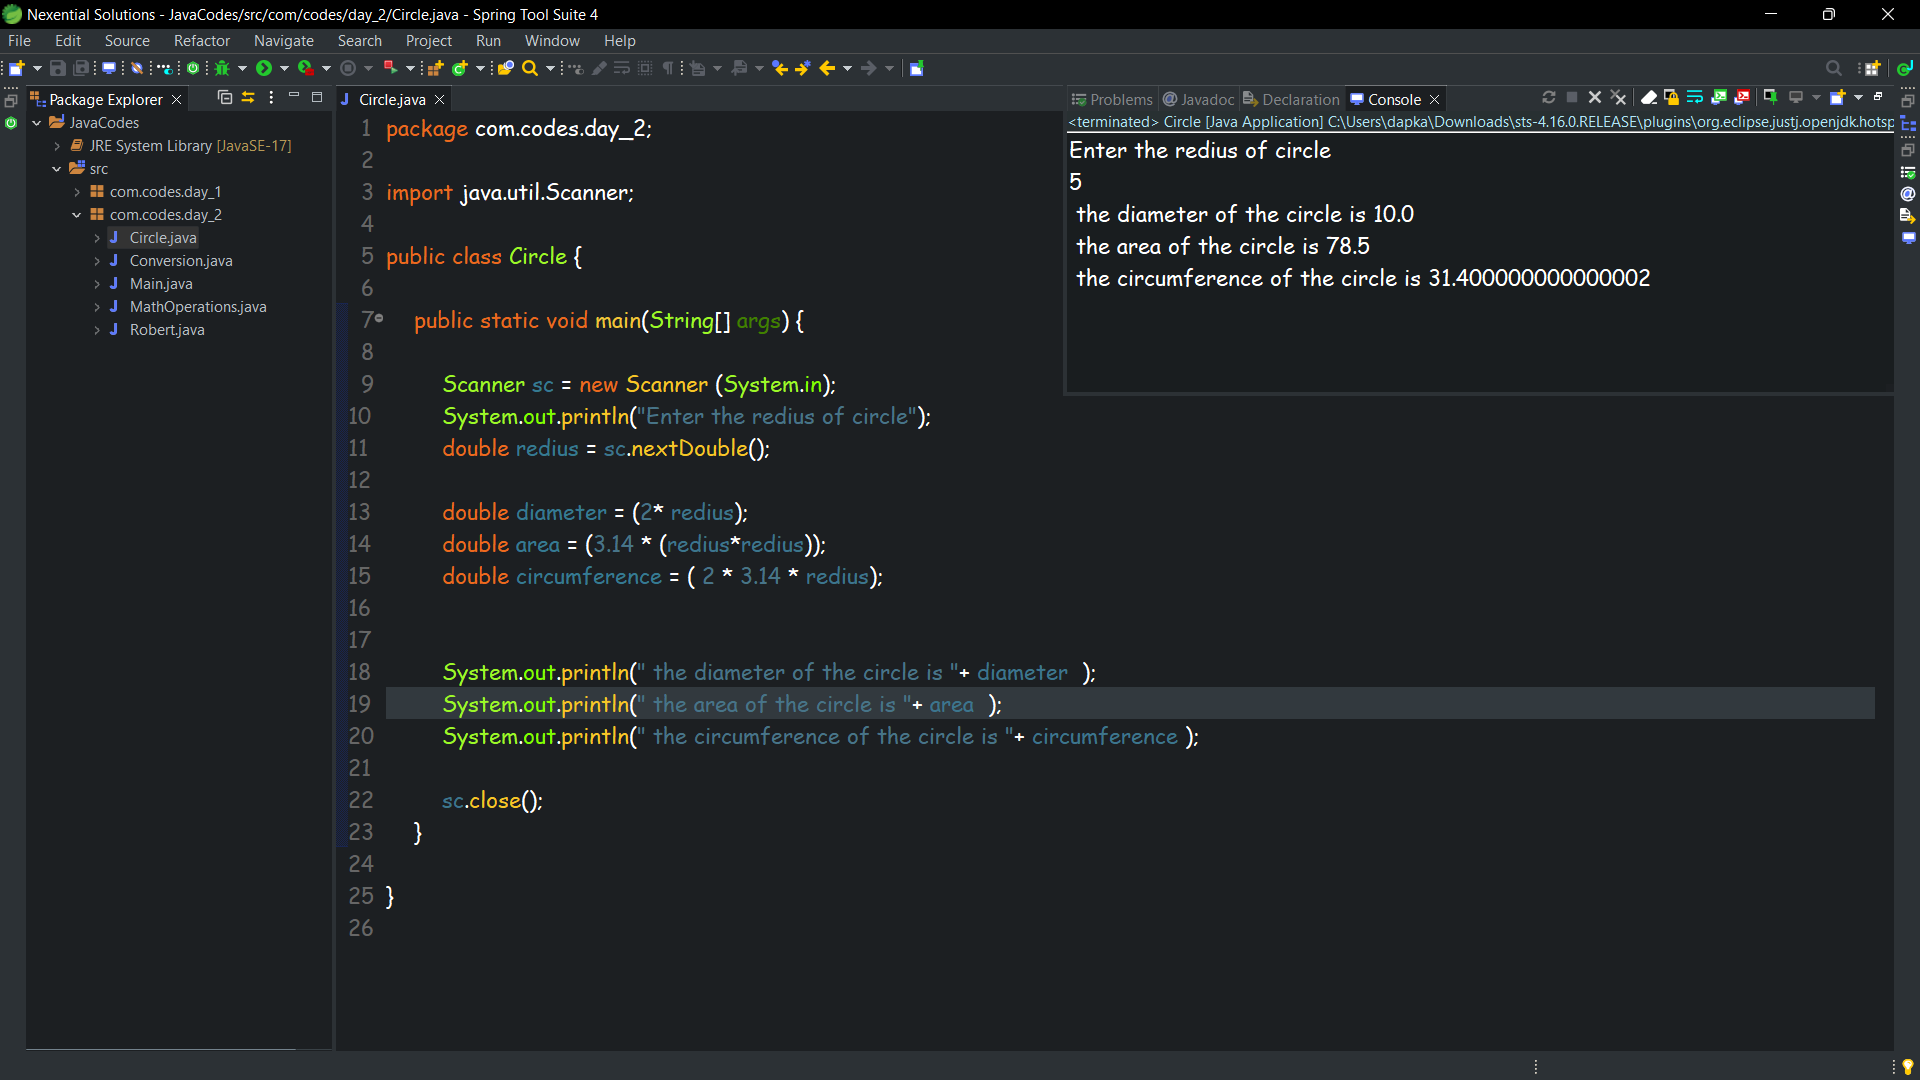 Nexential Solutions - JavaCodes/src/com/codes/day_2/Circle.java - Spring Tool Suite 4
File Edit Source Refactor Navigate Search Project Run Window Help
Package Explorer
JavaCodes
JRE System Library [JavaSE-17]
src
com.codes.day_1
com.codes.day_2
Circle.java
Conversion.java
Main.java
MathOperations.java
Robert.java
Circle.java
1 package com.codes.day_2;
2
3 import java.util.Scanner;
4
5 public class Circle {
6
7 public static void main(String[] args) {
8
9 Scanner sc = new Scanner (System.in);
10 System.out.println("Enter the redius of circle");
11 double redius = sc.nextDouble();
12
13 double diameter = (2* redius);
14 double area = (3.14 * (redius*redius));
15 double circumference = ( 2 * 3.14 * redius);
16
17
18 System.out.println(" the diameter of the circle is "+ diameter  );
19 System.out.println(" the area of the circle is "+ area  );
20 System.out.println(" the circumference of the circle is "+ circumference );
21
22 sc.close();
23 }
24
25 }
26
Problems Javadoc Declaration Console
<terminated> Circle [Java Application] C:\Users\dapka\Downloads\sts-4.16.0.RELEASE\plugins\org.eclipse.justj.openjdk.hotsp
Enter the redius of circle
5
the diameter of the circle is 10.0
the area of the circle is 78.5
the circumference of the circle is 31.400000000000002